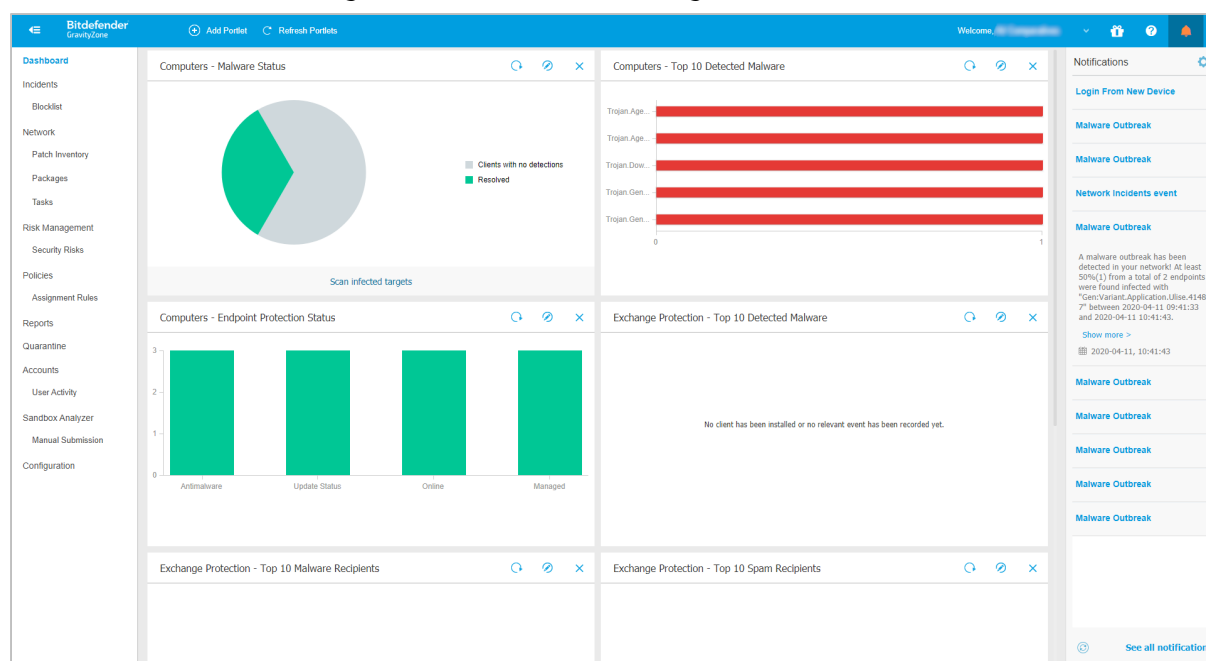 Bitdefender
GravityZone
Add Portlet
Refresh Portlets
Welcome,
Dashboard
Incidents
Blocklist
Network
Patch Inventory
Packages
Tasks
Risk Management
Security Risks
Policies
Assignment Rules
Reports
Quarantine
Accounts
User Activity
Sandbox Analyzer
Manual Submission
Configuration
Computers - Malware Status
Clients with no detections
Resolved
Scan infected targets
Computers - Top 10 Detected Malware
Trojan.Age...
Trojan.Age...
Trojan.Dow...
Trojan.Gen...
Trojan.Gen...
0
1
Computers - Endpoint Protection Status
3
2
1
0
Antimalware
Update Status
Online
Managed
Exchange Protection - Top 10 Detected Malware
No client has been installed or no relevant event has been recorded yet.
Exchange Protection - Top 10 Malware Recipients
Exchange Protection - Top 10 Spam Recipients
Notifications
Login From New Device
Malware Outbreak
Malware Outbreak
Network Incidents event
Malware Outbreak
A malware outbreak has been
detected in your network! At least
50%(1) from a total of 2 endpoints
were found infected with
"Gen:Variant.Application.Ulise.4148
7" between 2020-04-11 09:41:33
and 2020-04-11 10:41:43.
Show more >
2020-04-11, 10:41:43
Malware Outbreak
Malware Outbreak
Malware Outbreak
Malware Outbreak
Malware Outbreak
See all notification